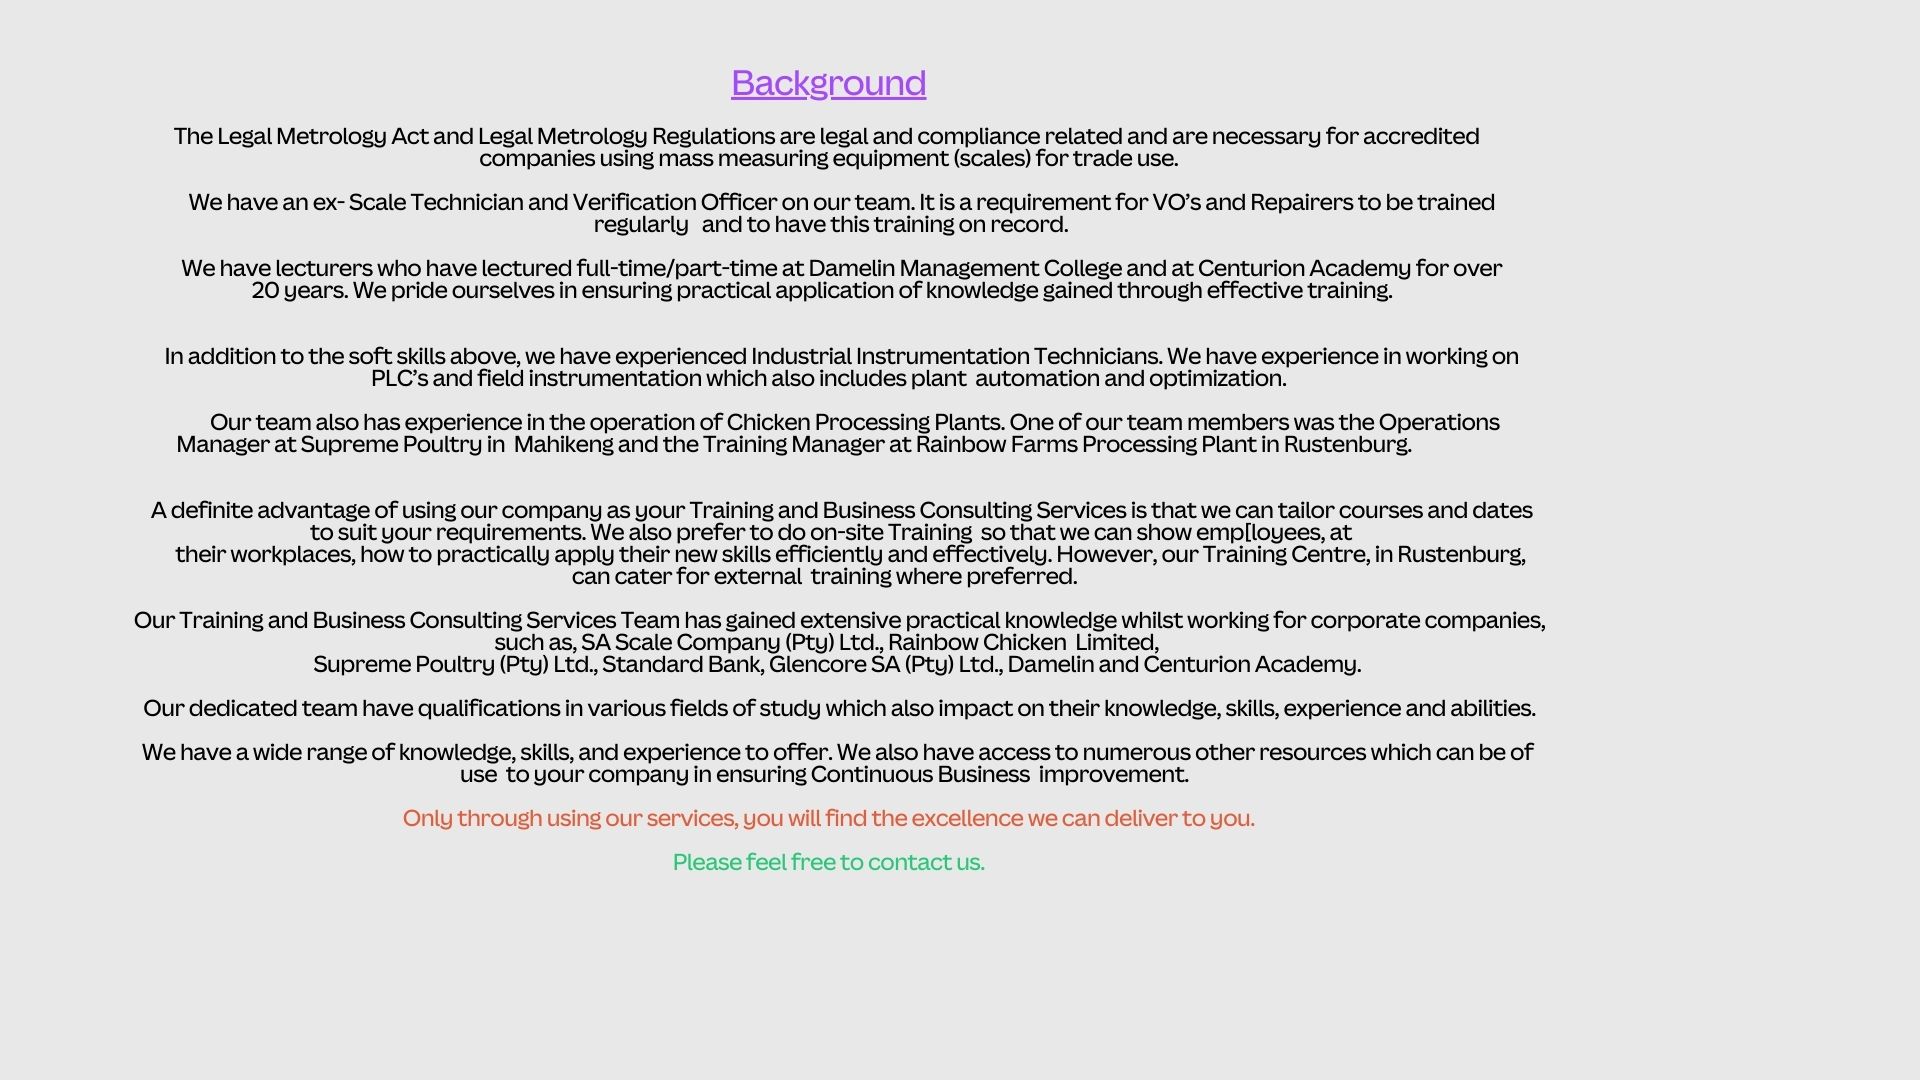 Background
The Legal Metrology Act and Legal Metrology Regulations are legal and compliance related and are necessary for accredited
companies using mass measuring equipment (scales) for trade use.
We have an ex- Scale Technician and Verification Officer on our team. It is a requirement for VO’s and Repairers to be trained
regularly  and to have this training on record.
We have lecturers who have lectured full-time/part-time at Damelin Management College and at Centurion Academy for over
20 years. We pride ourselves in ensuring practical application of knowledge gained through effective training.
In addition to the soft skills above, we have experienced Industrial Instrumentation Technicians. We have experience in working on
PLC’s and field instrumentation which also includes plant  automation and optimization.
Our team also has experience in the operation of Chicken Processing Plants. One of our team members was the Operations
Manager at Supreme Poultry in  Mahikeng and the Training Manager at Rainbow Farms Processing Plant in Rustenburg.
A definite advantage of using our company as your Training and Business Consulting Services is that we can tailor courses and dates
to suit your requirements. We also prefer to do on-site Training  so that we can show emp[loyees, at
their workplaces, how to practically apply their new skills efficiently and effectively. However, our Training Centre, in Rustenburg,
can cater for external  training where preferred.
Our Training and Business Consulting Services Team has gained extensive practical knowledge whilst working for corporate companies,
such as, SA Scale Company (Pty) Ltd., Rainbow Chicken  Limited,
Supreme Poultry (Pty) Ltd., Standard Bank, Glencore SA (Pty) Ltd., Damelin and Centurion Academy.
Our dedicated team have qualifications in various fields of study which also impact on their knowledge, skills, experience and abilities.
We have a wide range of knowledge, skills, and experience to offer. We also have access to numerous other resources which can be of
use  to your company in ensuring Continuous Business  improvement.
Only through using our services, you will find the excellence we can deliver to you.
Please feel free to contact us.